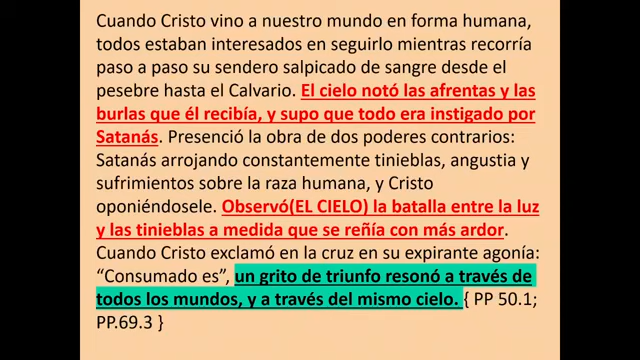 Cuando Cristo vino a nuestro mundo en forma humana,
todos estaban interesados en seguirlo mientras recorría
paso a paso su sendero salpicado de sangre desde el
pesebre hasta el Calvario. El cielo notó las afrentas y las
burlas que él recibía, y supo que todo era instigado por
Satanás. Presenció la obra de dos poderes contrarios:
Satanás arrojando constantemente tinieblas, angustia y
sufrimientos sobre la raza humana, y Cristo
oponiéndosele. Observó(EL CIELO) la batalla entre la luz
y las tinieblas a medida que se reñía con más ardor.
Cuando Cristo exclamó en la cruz en su expirante agonía:
“Consumado es”, un grito de triunfo resonó a través de
todos los mundos, y a través del mismo cielo. { PP 50.1;
PP.69.3 }